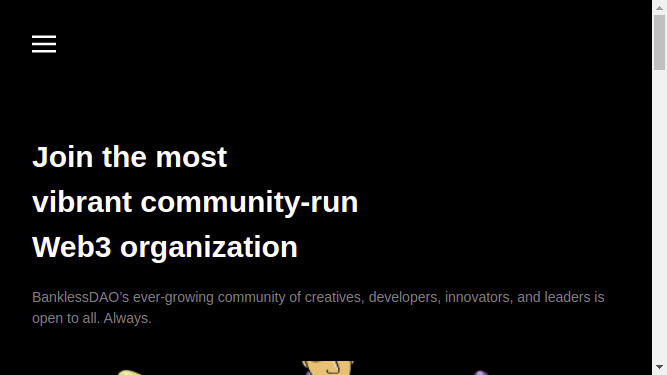 Join the most
vibrant community-run
Web3 organization
BanklessDAO’s ever-growing community of creatives, developers, innovators, and leaders is
open to all. Always.